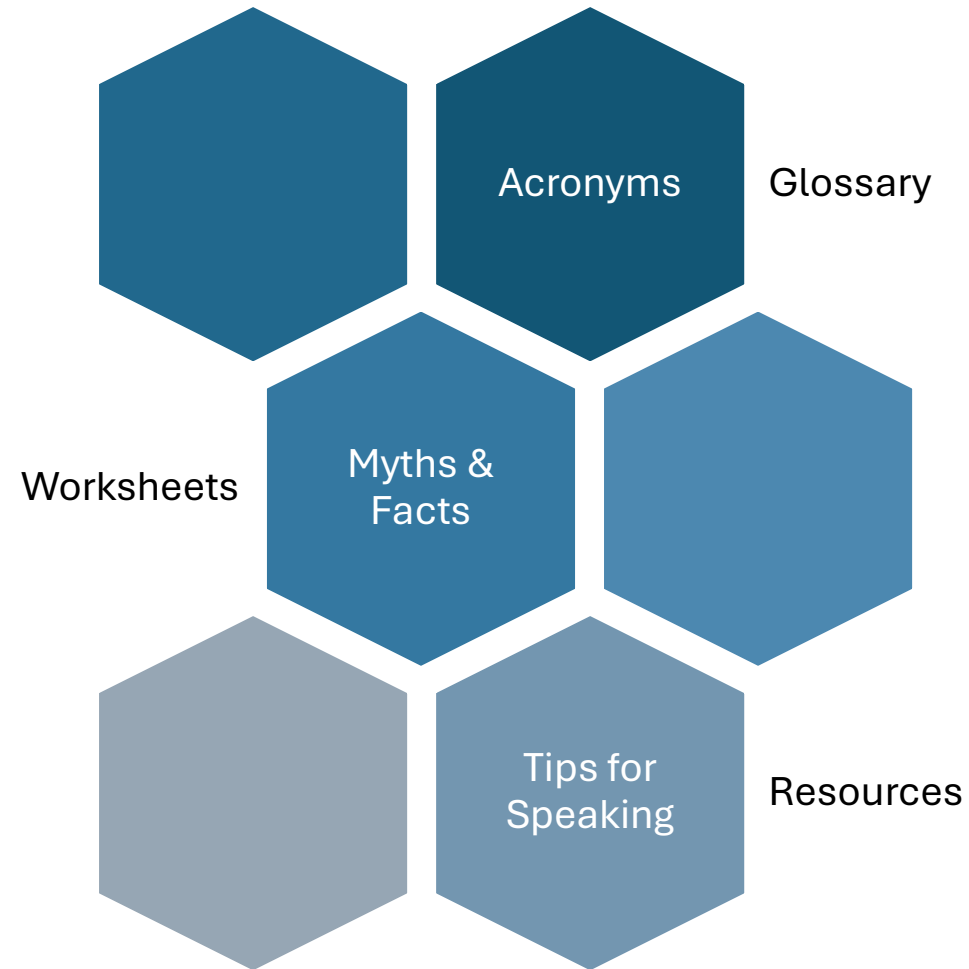 Acronyms
Glossary
Worksheets
Myths &
Facts
Tips for
Speaking
Resources